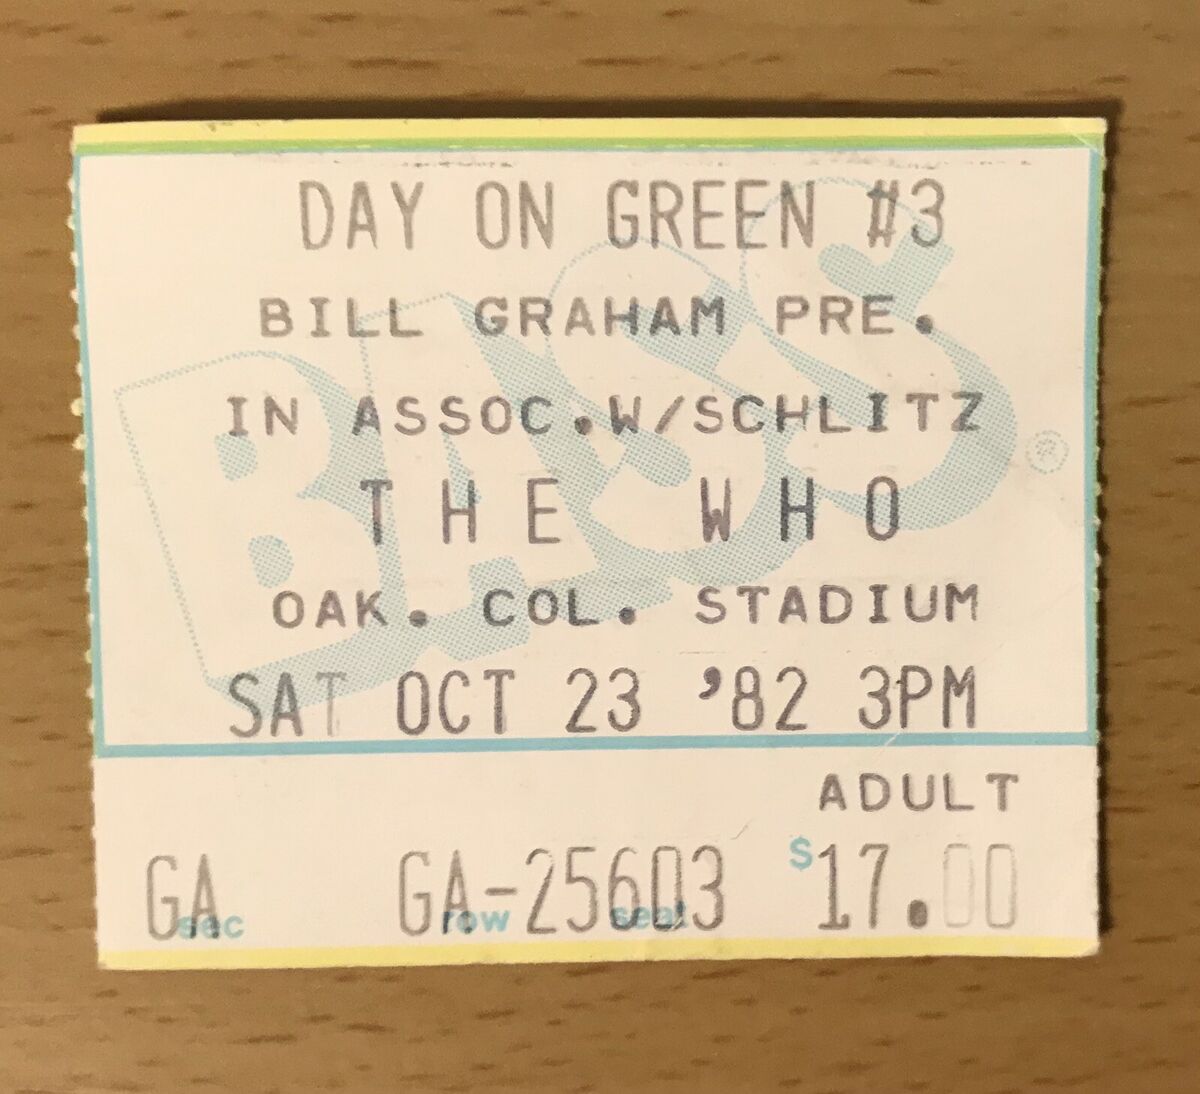 DAY ON GREEN #3
BILL GRAHAM PRE.
IN ASSOC.W/SCHLITZ
THE WHO
OAK. COL. STADIUM
SAT OCT 23 '82 3PM
BASS®
ADULT
GA GA-25603 $17.00
sec row seat